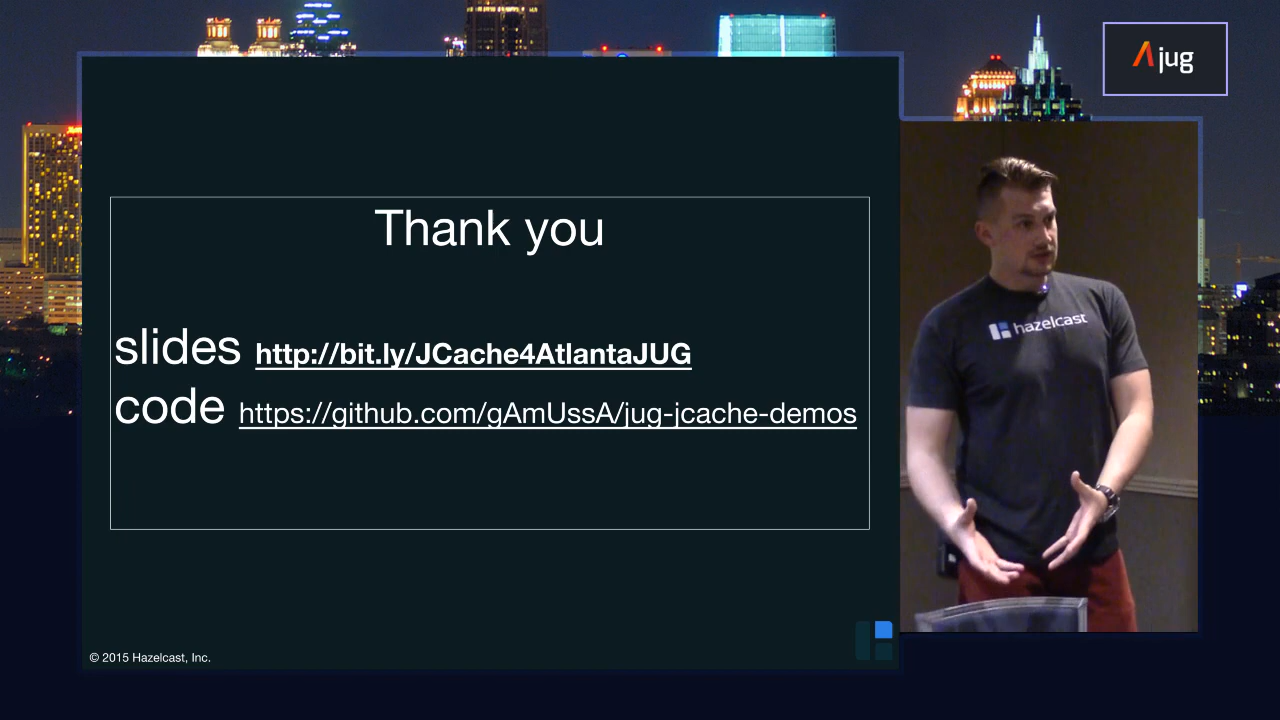 jug
Thank you
slides http://bit.ly/JCache4AtlantaJUG
code https://github.com/gAmUssA/jug-jcache-demos
hazelcast
© 2015 Hazelcast, Inc.